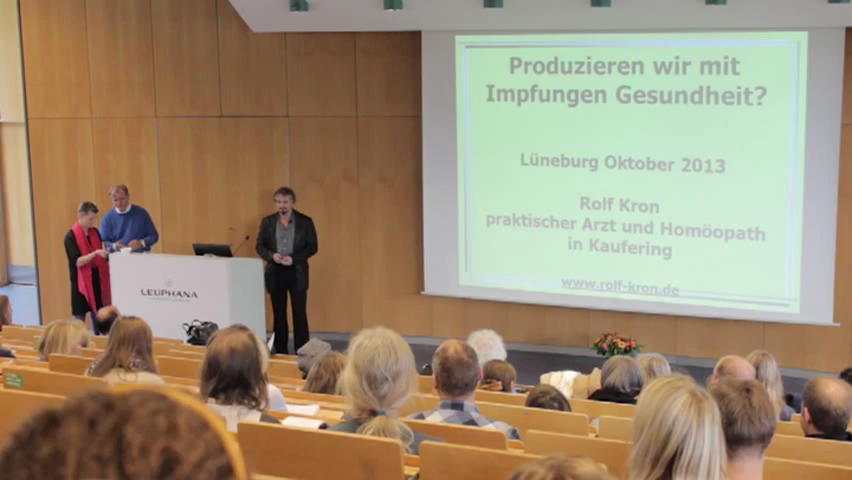 Produzieren wir mit
Impfungen Gesundheit?
Lüneburg Oktober 2013
Rolf Kron
praktischer Arzt und Homöopath
in Kaufering
www.rolf-kron.de
LEUPHANA